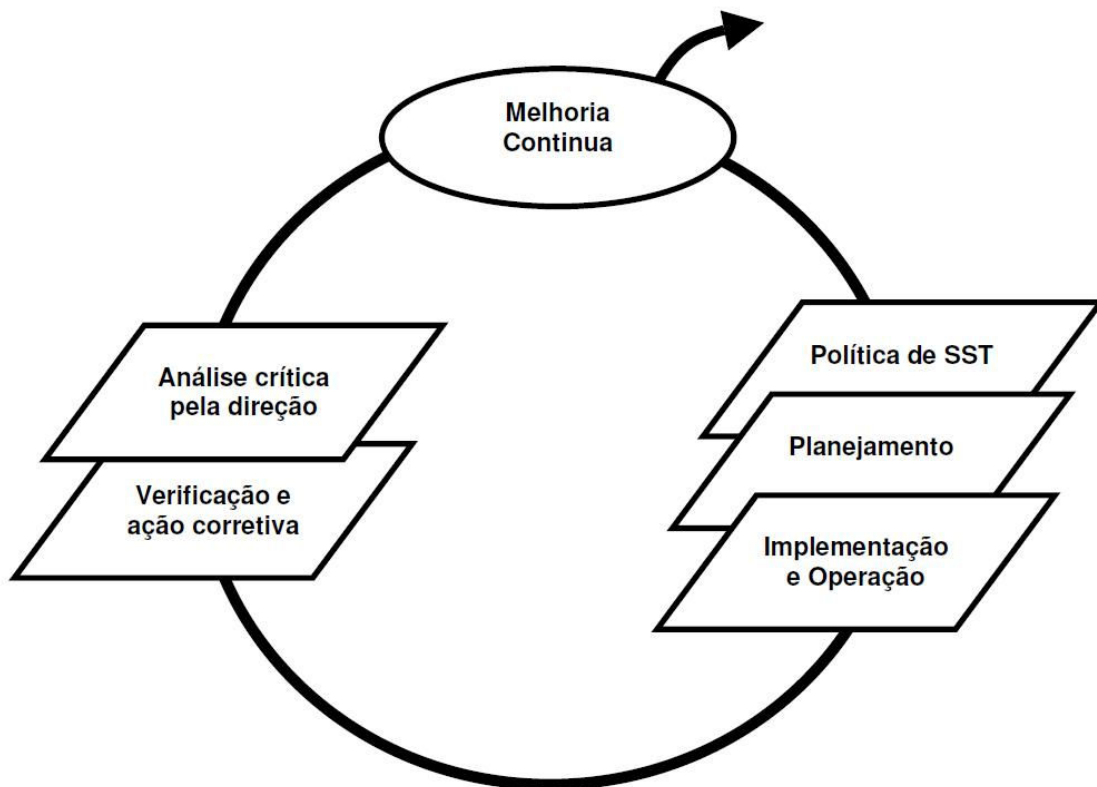 Melhoria
Continua
Política de SST
Planejamento
Implementação
e Operação
Análise crítica
pela direção
Verificação e
ação corretiva